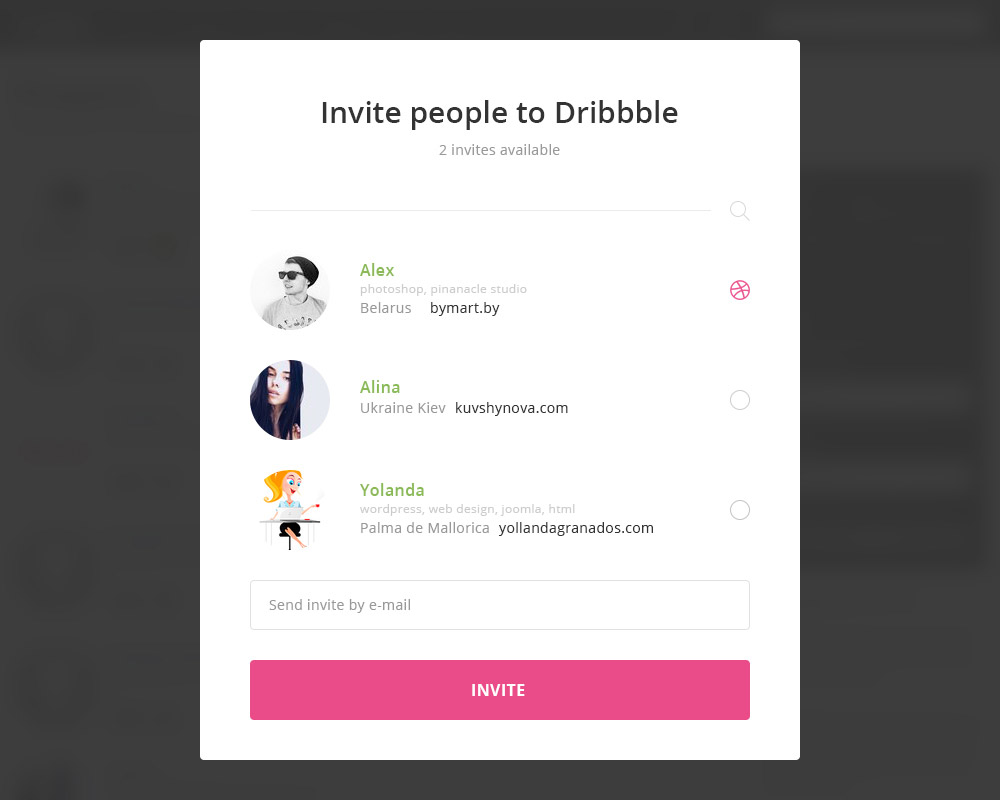 Invite people to Dribbble
2 invites available
Alex
photoshop, pinanacle studio
Belarus bymart.by
Alina
Ukraine Kiev kuvshynova.com
Yolanda
wordpress, web design, joomla, html
Palma de Mallorica yollandagranados.com
Send invite by e-mail
INVITE